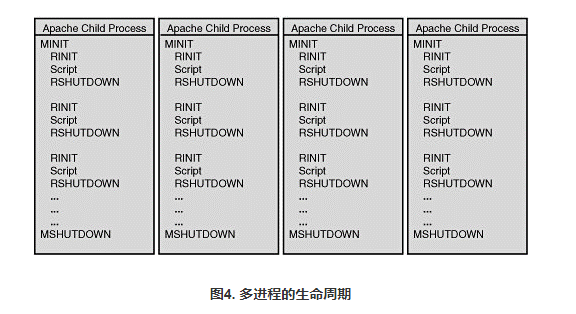 Apache Child Process
MINIT
RINIT
Script
RSHUTDOWN
RINIT
Script
RSHUTDOWN
RINIT
Script
RSHUTDOWN
...
...
...
MSHUTDOWN
Apache Child Process
MINIT
RINIT
Script
RSHUTDOWN
RINIT
Script
RSHUTDOWN
RINIT
Script
RSHUTDOWN
...
...
...
MSHUTDOWN
Apache Child Process
MINIT
RINIT
Script
RSHUTDOWN
RINIT
Script
RSHUTDOWN
RINIT
Script
RSHUTDOWN
...
...
...
MSHUTDOWN
Apache Child Process
MINIT
RINIT
Script
RSHUTDOWN
RINIT
Script
RSHUTDOWN
RINIT
Script
RSHUTDOWN
...
...
...
MSHUTDOWN
图4. 多进程的生命周期